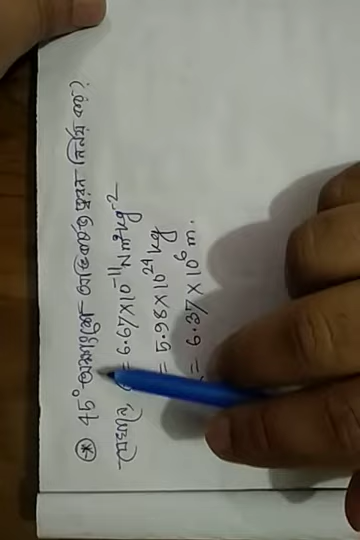 (*) 45° অক্ষাংশে অভিকর্ষজ ত্বরণ নির্ণয় কর?
দেওয়া, = 6.67×10⁻¹¹ Nm²kg⁻²
= 5.98×10²⁴ kg
= 6.37×10⁶ m.